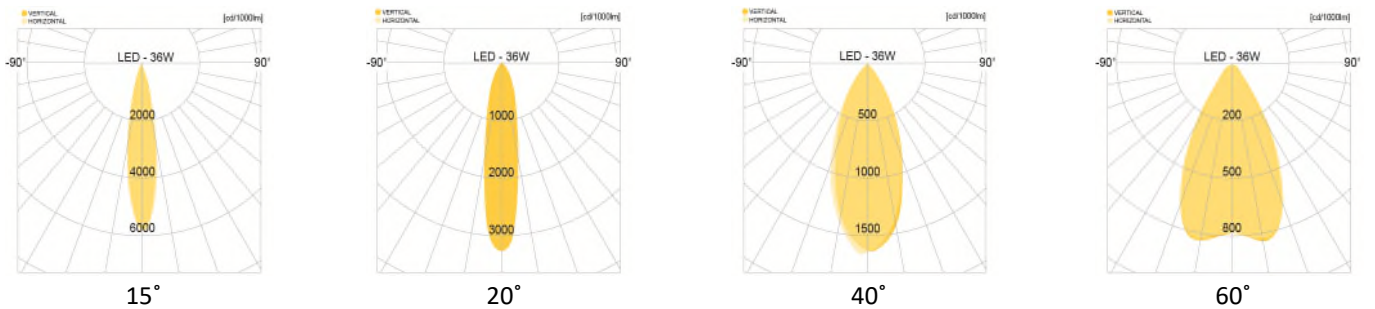 VERTICAL
HORIZONTAL
[cd/1000lm]
LED - 36W
-90°
90°
2000
4000
6000
15°
VERTICAL
HORIZONTAL
[cd/1000lm]
LED - 36W
-90°
90°
1000
2000
3000
20°
VERTICAL
HORIZONTAL
[cd/1000lm]
LED - 36W
-90°
90°
500
1000
1500
40°
VERTICAL
HORIZONTAL
[cd/1000lm]
LED - 36W
-90°
90°
200
500
800
60°